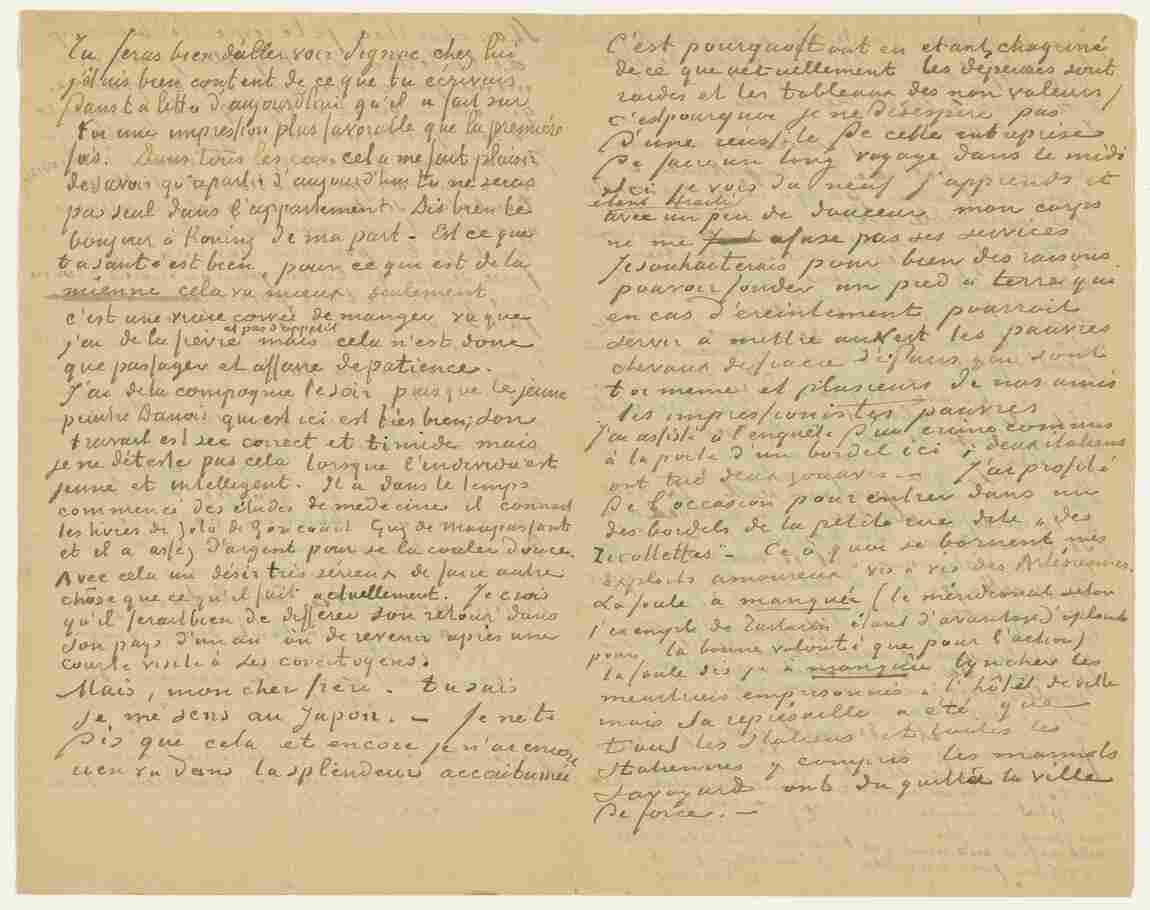 Tu feras bien d'aller voir Signac chez lui
j'étais bien content de ce que tu écrivais
dans ta lettre d'aujourd'hui qu'il a fait sur
toi une impression plus favorable que la première
fois. Dans tous les cas cela me fait plaisir
de savoir qu'à partir d'aujourd'hui tu ne seras
pas seul dans l'appartement. Dis bien le
bonjour à Koning de ma part – Est ce que
ta santé est bien, pour ce qui est de la
mienne cela va mieux, seulement
c'est une vraie corvée de manger vu que
j'ai de la fièvre et pas d'appétit mais cela n'est donc
que passager et affaire de patience.
J'ai de la compagnie le soir puisque le jeune
peintre Danois qui est ici est très bien; son
travail est sec correct et timide mais
je ne déteste pas cela lorsque l'individu est
jeune et intelligent. Il a dans le temps
commencé des études de médecine il connait
les livres de Zola de Goncourt Guy de Maupassant
et il a assez d'argent pour se la couler douce.
Avec cela un désir très sérieux de faire autre
chôse que ce qu'il fait actuellement. Je crois
qu'il ferait bien de différer son retour dans
son pays d'un an où de revenir après une
courte visite à ses concitoyens.
Mais, mon cher frère – tu sais
je me sens au Japon. – Je ne te
dis que cela et encore je n'ai encore
rien vu dans la splendeur accoutumée
C'est pourquoi tout en étant chagriné
de ce que actuellement les dépenses sont
raides et les tableaux des non valeurs,
c'est pourquoi je ne désespère pas
d'une réussite de cette entreprise
de faire un long voyage dans le midi
Ici je vois du neuf j'apprends et
étant traité
avec un peu de douceur mon corps
ne me refuse pas ses services
Je souhaiterais pour bien des raisons
pouvoir fonder un pied à terre qui
en cas d'éreintement pourrait
servir à mettre au vert les pauvres
chevaux de fiacre de Paris qui sont
toi même et plusieurs de nos amis
les impressionistes pauvres
J'ai assisté à l'enquête d'un crime commis
à la porte d'un bordel ici; deux italiens
ont tué deux zouaves. – J'ai profité
de l'occasion pour entrer dans un
des bordels de la petite rue dite „des
ricollettes”– Ce à quoi se bornent mes
exploits amoureux vis à vis des Arlésiennes.
La foule a manqué (le méridional selon
l'exemple de Tartarin étant d'avantage d'aplomb
pour la bonne volonté que pour l'action)
la foule dis je a manqué lyncher les
meurtriers emprisonnés à l'hôtel de ville
mais sa représaille a été que
tous les Italiens et toutes les
Italiennes y compris les marmots
Savoyards ont du quitter la ville
de force. –